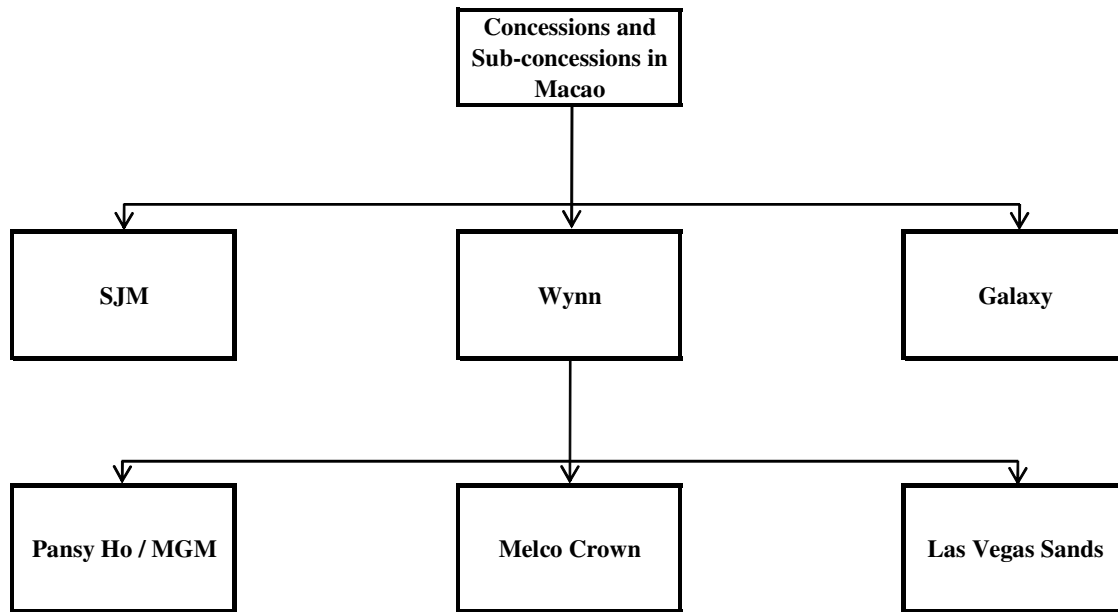 Concessions and
Sub-concessions in
Macao
SJM
Wynn
Galaxy
Pansy Ho / MGM
Melco Crown
Las Vegas Sands